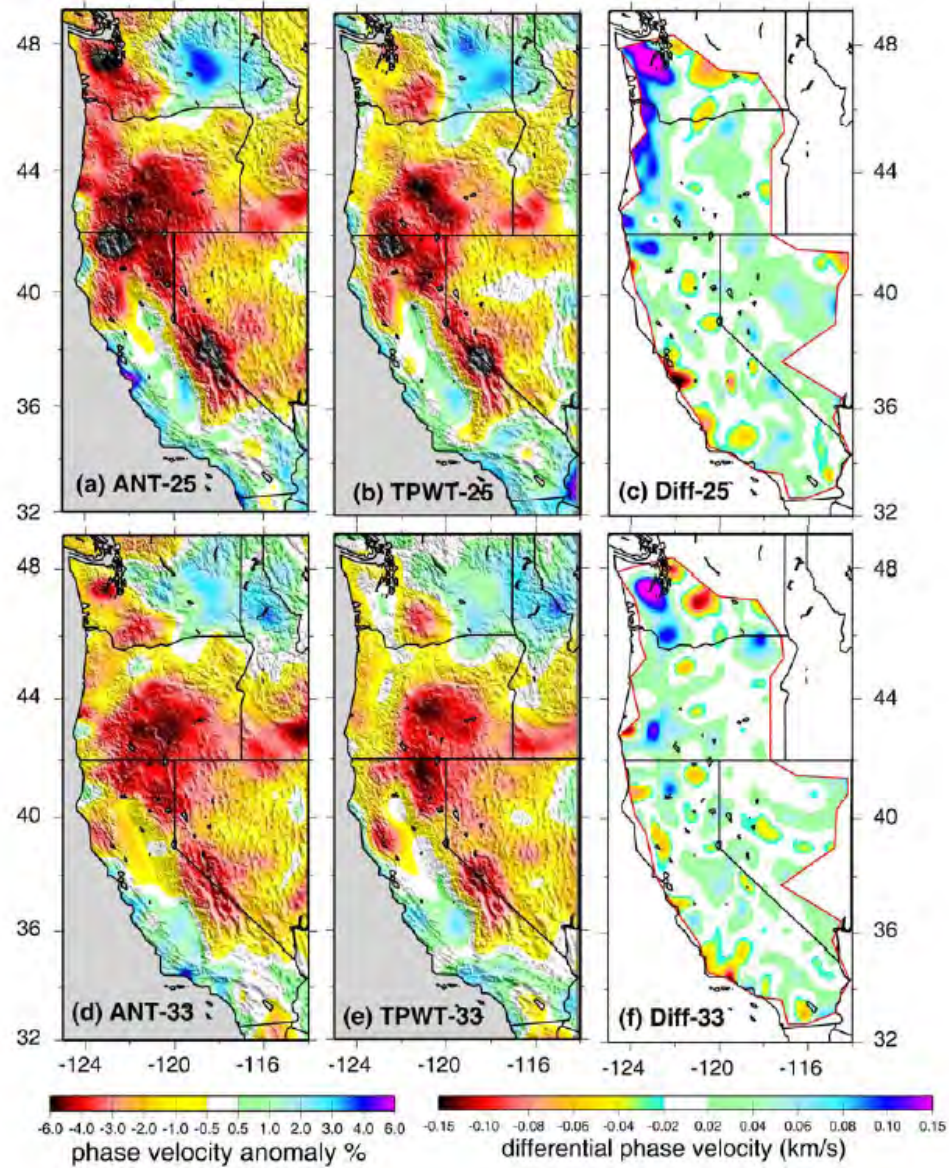 48
44
40
36
32
(a) ANT-25
(b) TPWT-25
(c) Diff-25
48
44
40
36
32
48
44
40
36
32
(d) ANT-33
(e) TPWT-33
(f) Diff-33
48
44
40
36
32
-124 -120 -116
-124 -120 -116
-124 -120 -116
-6.0 -4.0 -3.0 -2.0 -1.0 -0.5 0.5 1.0 2.0 3.0 4.0 6.0
phase velocity anomaly %
-0.15 -0.10 -0.08 -0.06 -0.04 -0.02 0.02 0.04 0.06 0.08 0.10 0.15
differential phase velocity (km/s)